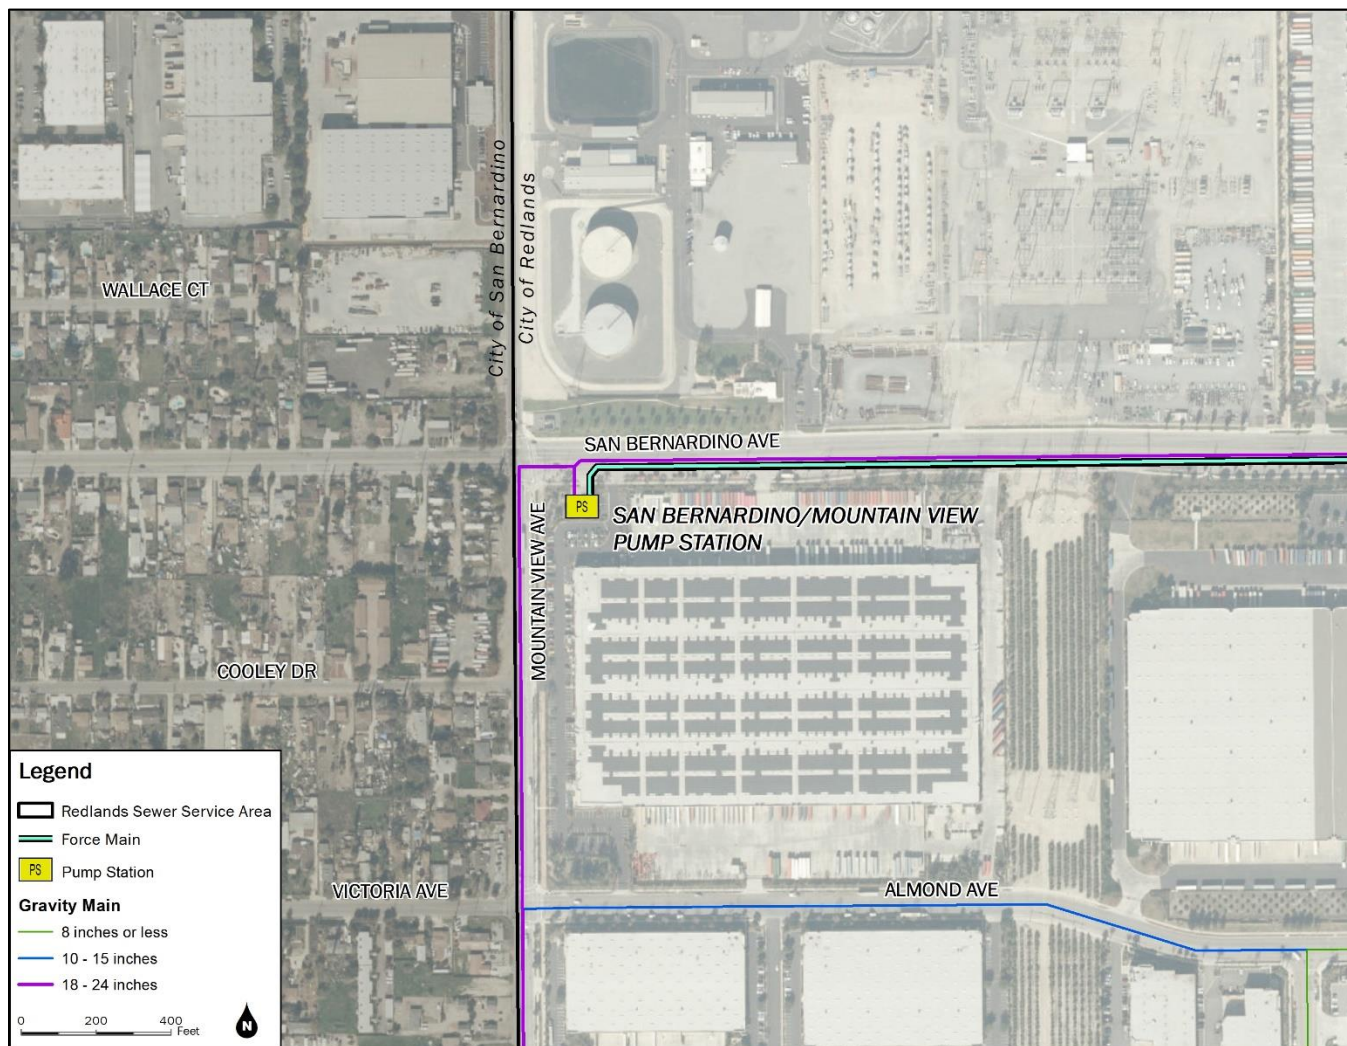 City of San Bernardino
City of Redlands
WALLACE CT
SAN BERNARDINO AVE
PS
SAN BERNARDINO/MOUNTAIN VIEW
PUMP STATION
MOUNTAIN VIEW AVE
COOLEY DR
VICTORIA AVE
ALMOND AVE
Legend
Redlands Sewer Service Area
Force Main
PS Pump Station
Gravity Main
8 inches or less
10 - 15 inches
18 - 24 inches
0 200 400
Feet
N